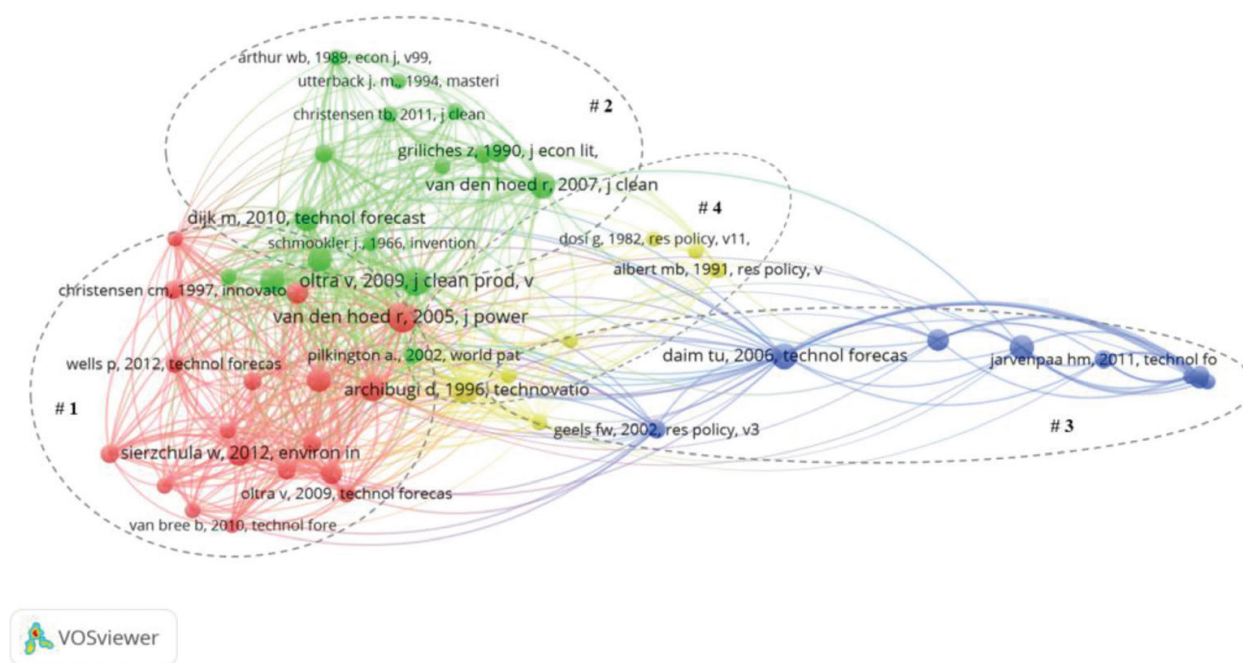 arthur wb, 1989, econ j, v99,
utterback j. m., 1994, masteri
# 2
christensen tb, 2011, j clean
griliches z, 1990, j econ lit,
van den hoed r, 2007, j clean
# 4
dijk m, 2010, technol forecast
schmookler j., 1966, invention
dosi g, 1982, res policy, v11,
albert mb, 1991, res policy, v
oltra v, 2009, j clean prod, v
christensen cm, 1997, innovato
van den hoed r, 2005, j power
pilkington a., 2002, world pat
daim tu, 2006, technol forecas
jarvenpaa hm, 2011, technol fo
wells p, 2012, technol forecas
archibugi d, 1996, technovatio
# 1
geels fw, 2002, res policy, v3
# 3
sierzchula w, 2012, environ in
oltra v, 2009, technol forecas
van bree b, 2010, technol fore
VOSviewer